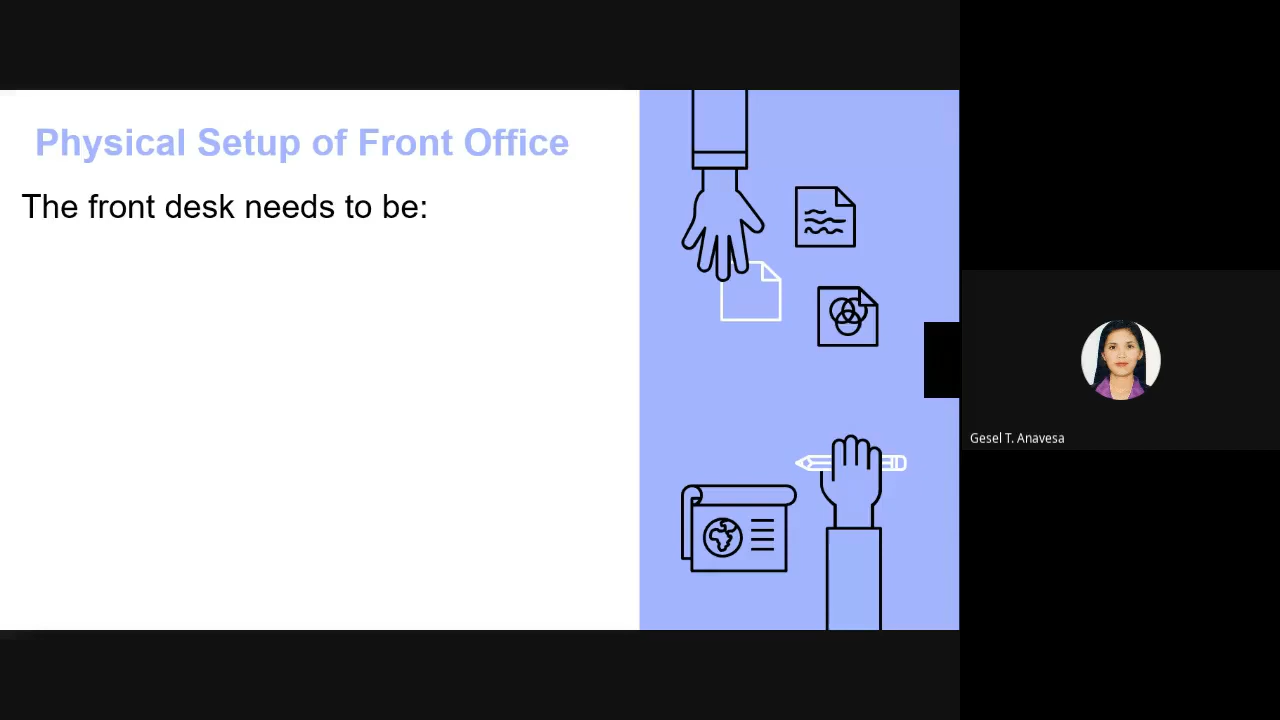 Physical Setup of Front Office
The front desk needs to be:
Gesel T. Anavesa